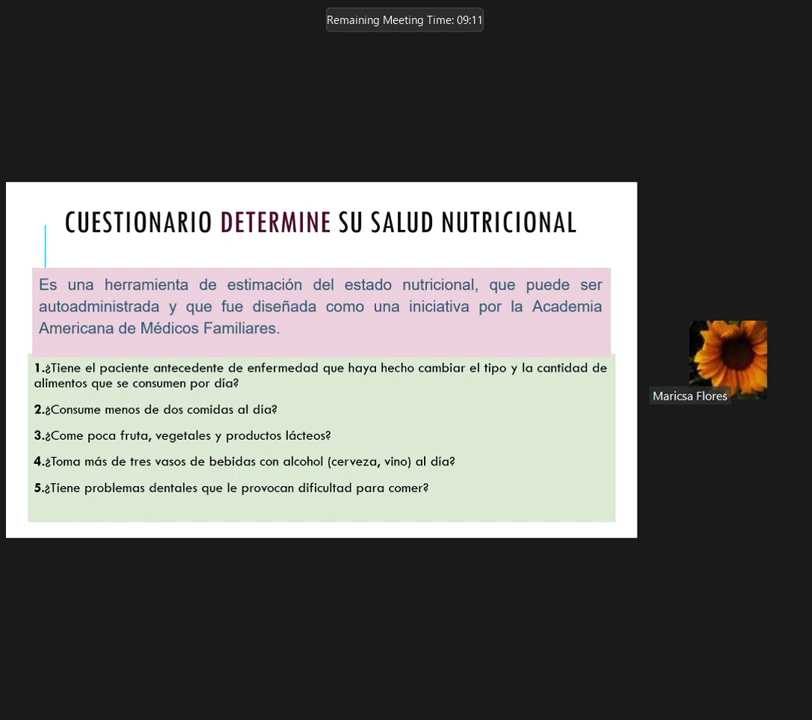 Remaining Meeting Time: 09:11
CUESTIONARIO DETERMINE SU SALUD NUTRICIONAL
Es una herramienta de estimación del estado nutricional, que puede ser
autoadministrada y que fue diseñada como una iniciativa por la Academia
Americana de Médicos Familiares.
1.¿Tiene el paciente antecedente de enfermedad que haya hecho cambiar el tipo y la cantidad de
alimentos que se consumen por día?
2.¿Consume menos de dos comidas al día?
3.¿Come poca fruta, vegetales y productos lácteos?
4.¿Toma más de tres vasos de bebidas con alcohol (cerveza, vino) al día?
5.¿Tiene problemas dentales que le provocan dificultad para comer?
Maricsa Flores